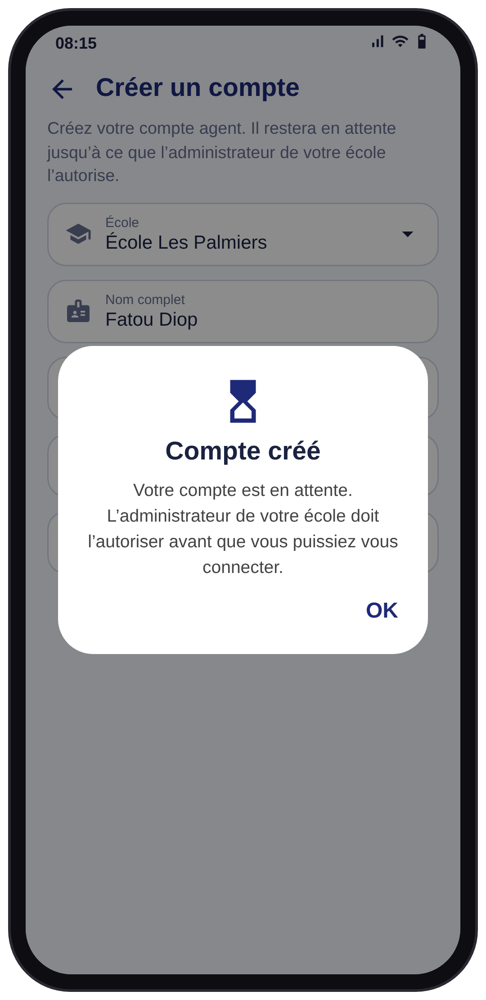 08:15
Créer un compte
Créez votre compte agent. Il restera en attente
jusqu’à ce que l’administrateur de votre école
l’autorise.
École
École Les Palmiers
Nom complet
Fatou Diop
Compte créé
Votre compte est en attente.
L’administrateur de votre école doit
l’autoriser avant que vous puissiez vous
connecter.
OK